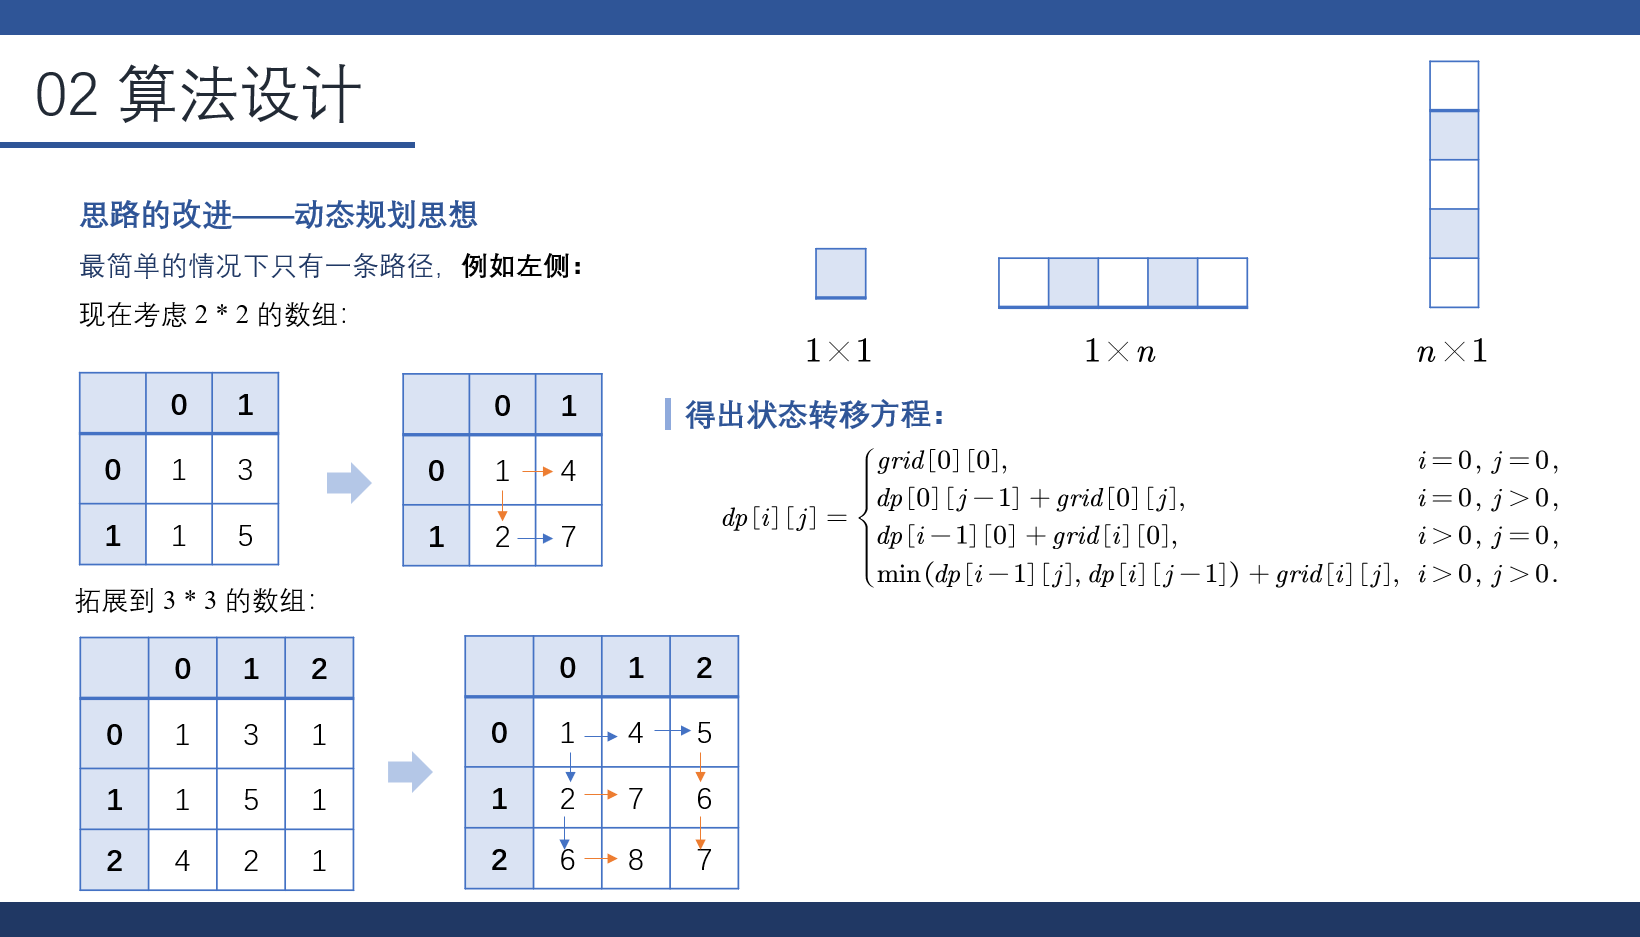 02 算法设计
思路的改进——动态规划思想
最简单的情况下只有一条路径，例如左侧：
现在考虑 2 * 2 的数组：
0 1
0 1 3
1 1 5
0 1
0 1 4
1 2 7
拓展到 3 * 3 的数组：
0 1 2
0 1 3 1
1 1 5 1
2 4 2 1
0 1 2
0 1 4 5
1 2 7 6
2 6 8 7
1×1
1×n
n×1
得出状态转移方程：
dp[i][j] =
grid[0][0], i=0, j=0,
dp[0][j−1]+grid[0][j], i=0, j>0,
dp[i−1][0]+grid[i][0], i>0, j=0,
min(dp[i−1][j], dp[i][j−1])+grid[i][j], i>0, j>0.